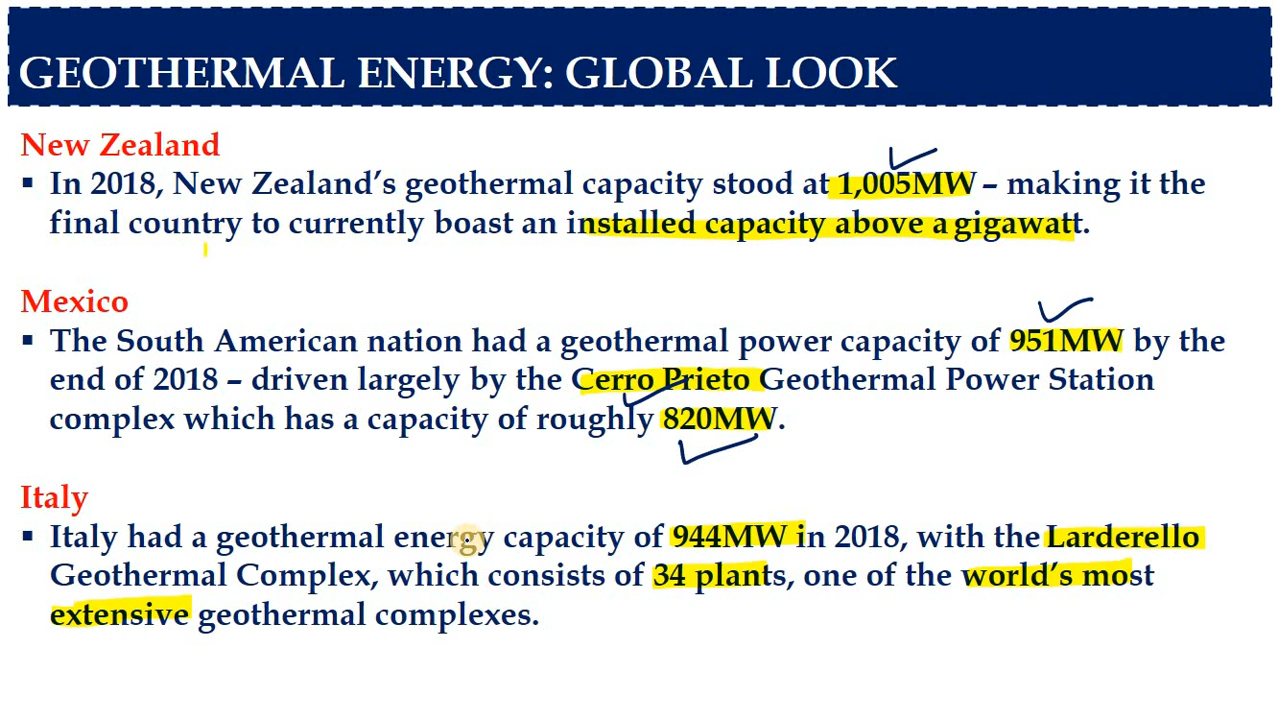 GEOTHERMAL ENERGY: GLOBAL LOOK
New Zealand
▪ In 2018, New Zealand’s geothermal capacity stood at 1,005MW – making it the
final country to currently boast an installed capacity above a gigawatt.
Mexico
▪ The South American nation had a geothermal power capacity of 951MW by the
end of 2018 – driven largely by the Cerro Prieto Geothermal Power Station
complex which has a capacity of roughly 820MW.
Italy
▪ Italy had a geothermal energy capacity of 944MW in 2018, with the Larderello
Geothermal Complex, which consists of 34 plants, one of the world’s most
extensive geothermal complexes.